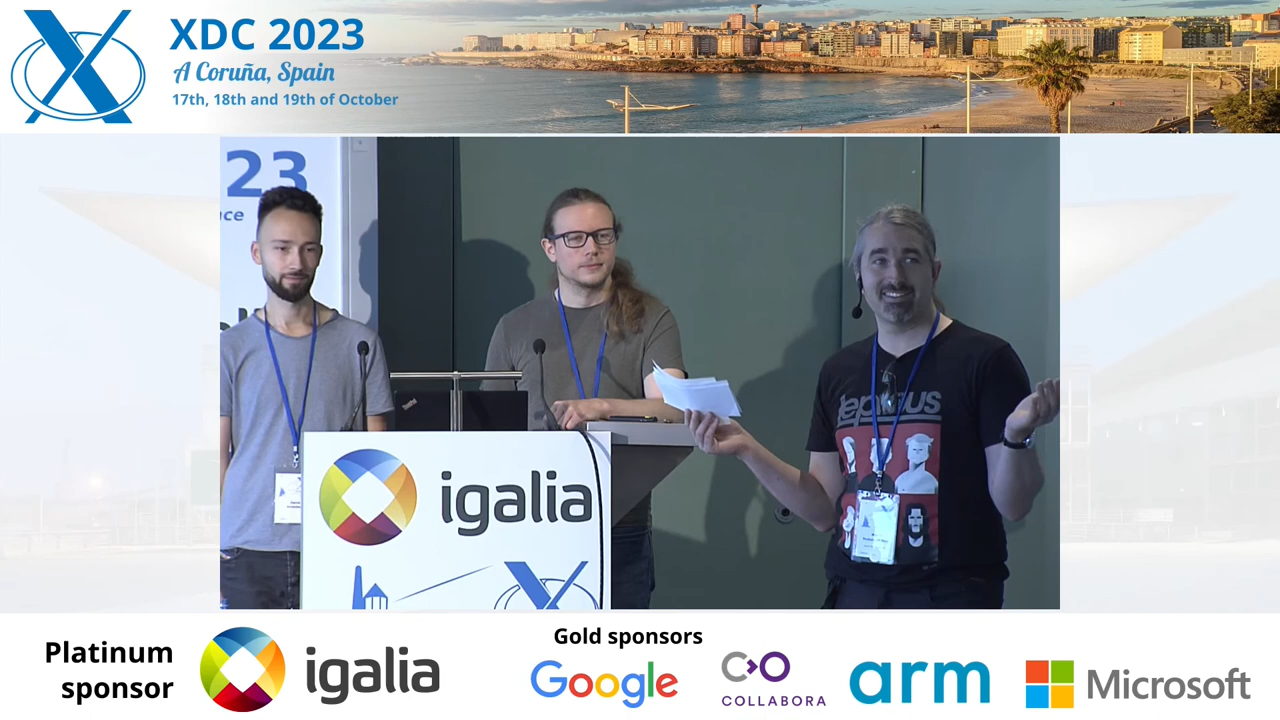 XDC 2023
A Coruña, Spain
17th, 18th and 19th of October
23
ThinkPad
igalia
Platinum
sponsor
igalia
Gold sponsors
Google
COLLABORA
arm
Microsoft